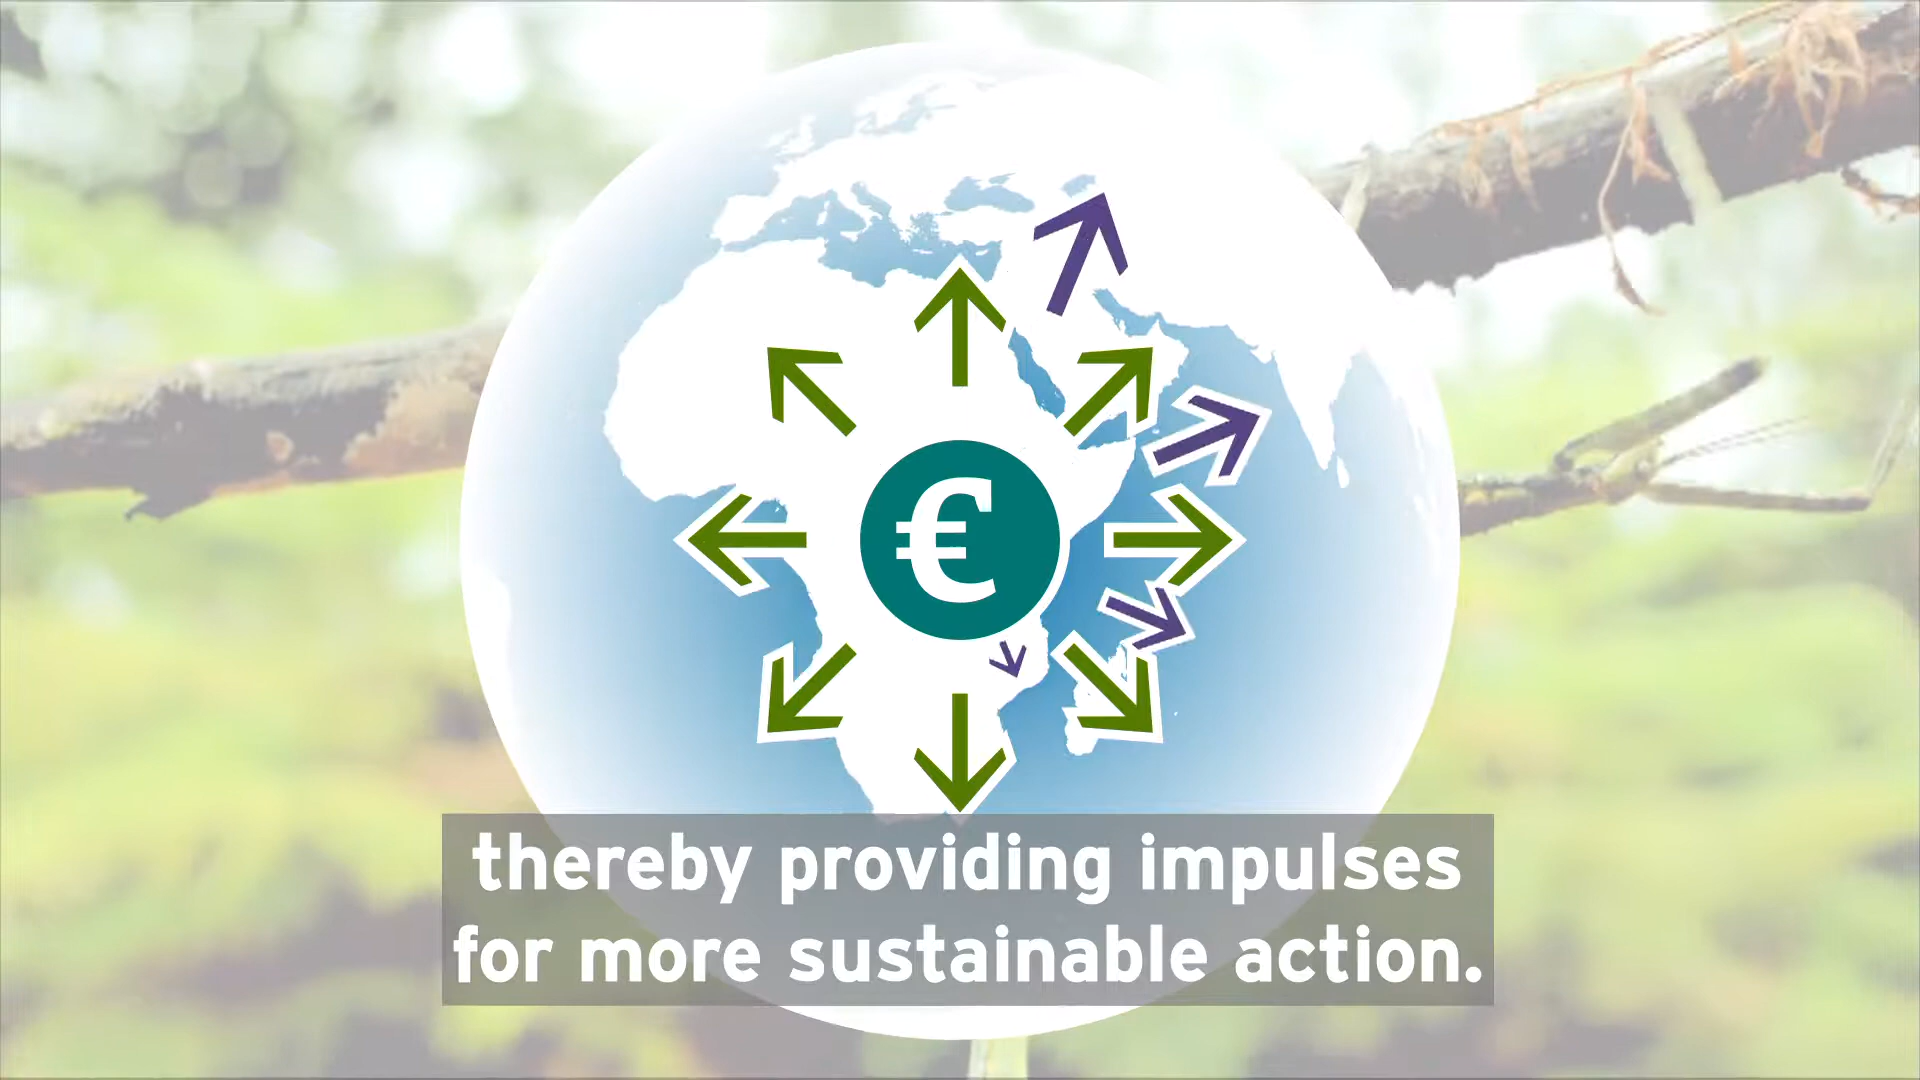 €
thereby providing impulses
for more sustainable action.